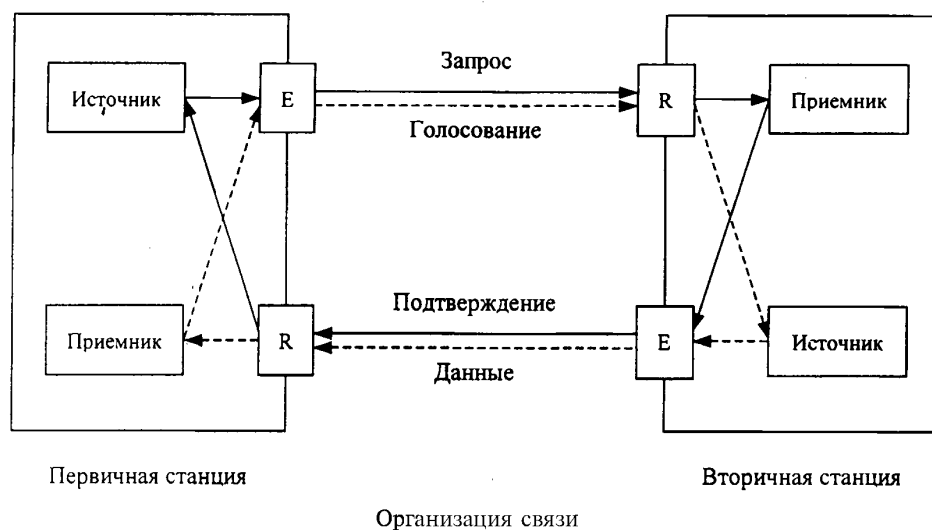 Запрос
Источник
E
R
Приемник
Голосование
Подтверждение
Приемник
R
E
Источник
Данные
Первичная станция
Вторичная станция
Организация связи